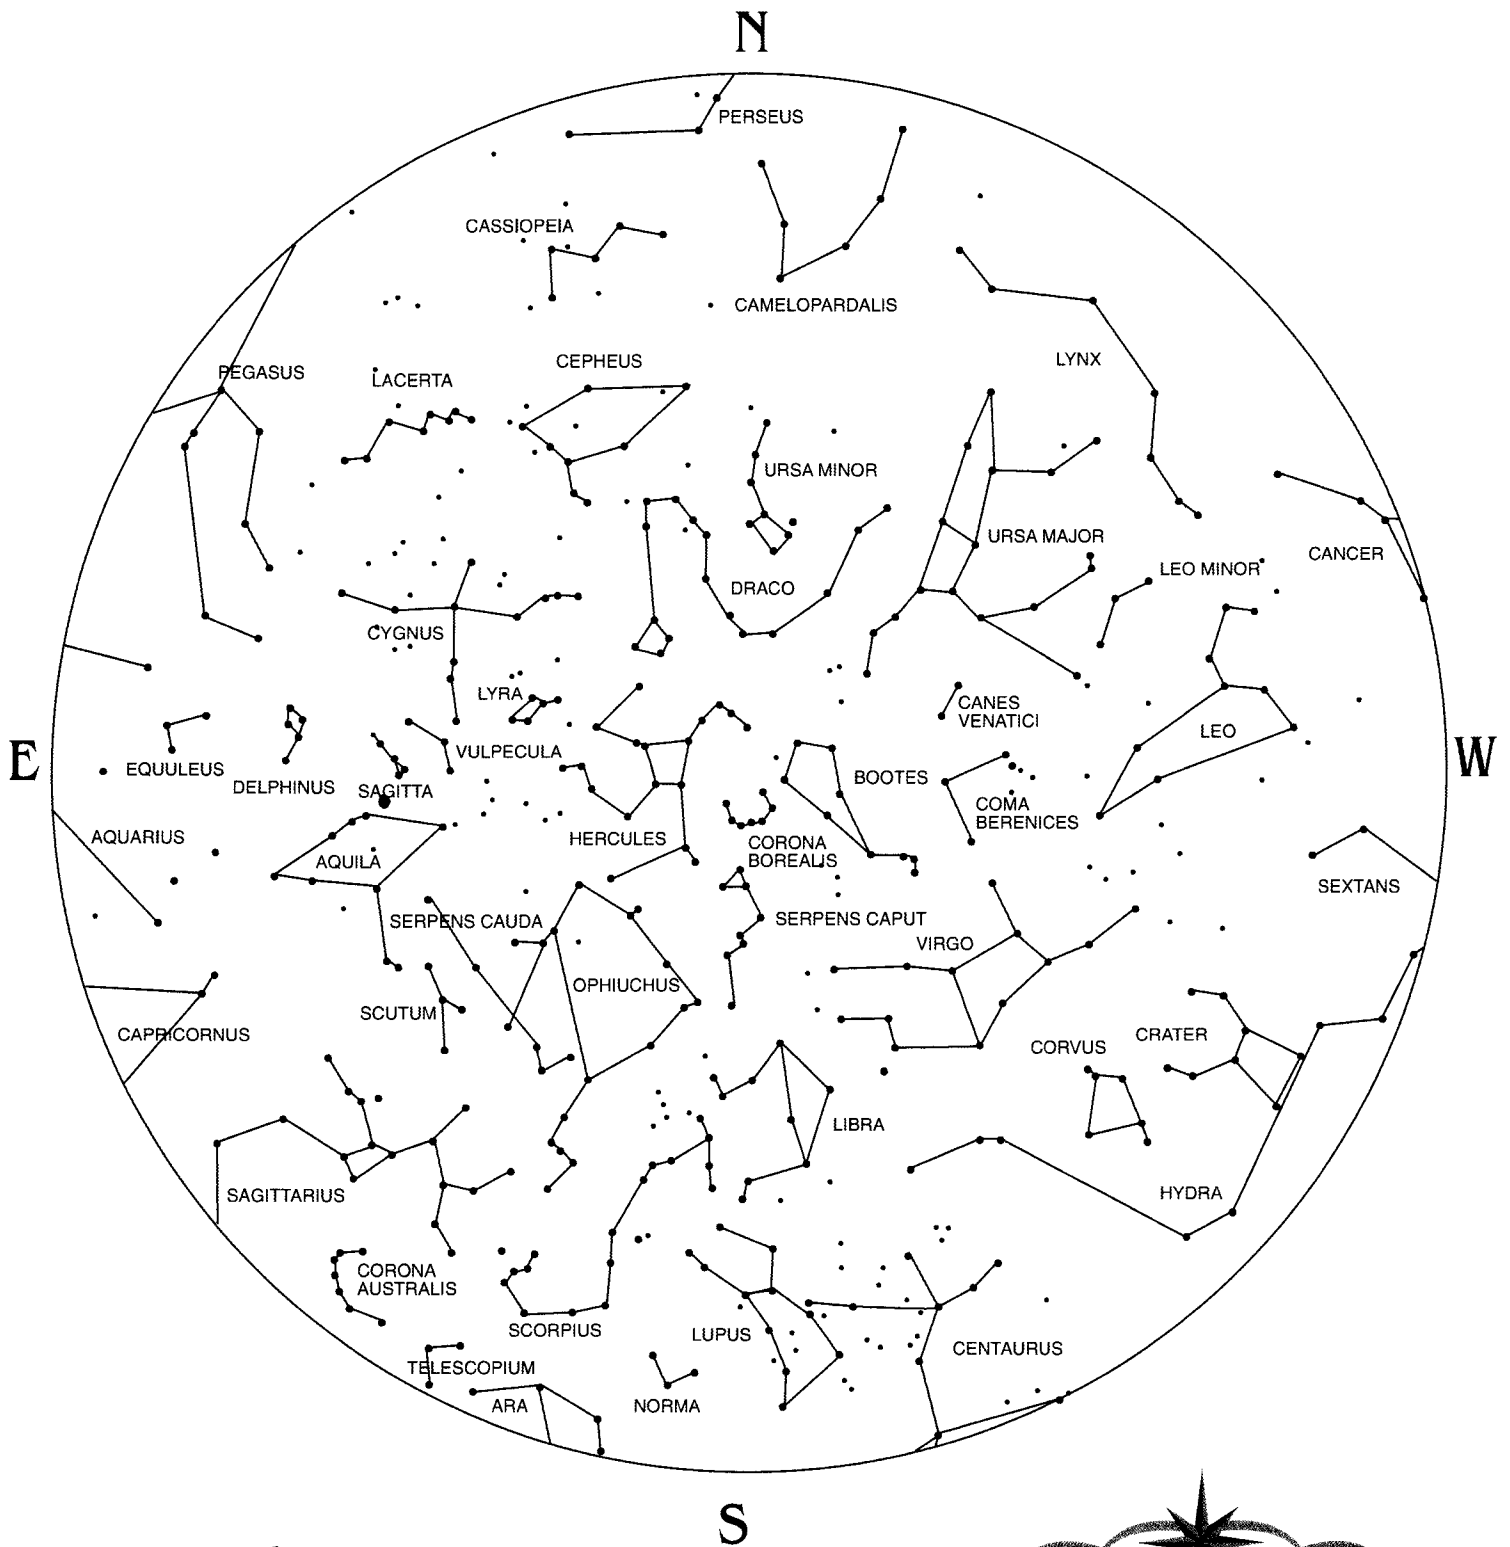 N
PERSEUS
CASSIOPEIA
CAMELOPARDALIS
LYNX
CEPHEUS
PEGASUS
LACERTA
URSA MINOR
URSA MAJOR
CANCER
LEO MINOR
DRACO
CYGNUS
LYRA
CANES
VENATICI
LEO
E
W
VULPECULA
EQUULEUS
DELPHINUS
SAGITTA
BOOTES
COMA
BERENICES
AQUARIUS
HERCULES
CORONA
BOREALIS
AQUILA
SEXTANS
SERPENS CAUDA
SERPENS CAPUT
VIRGO
OPHIUCHUS
SCUTUM
CAPRICORNUS
CORVUS
CRATER
LIBRA
SAGITTARIUS
HYDRA
CORONA
AUSTRALIS
SCORPIUS
LUPUS
CENTAURUS
TELESCOPIUM
ARA
NORMA
S